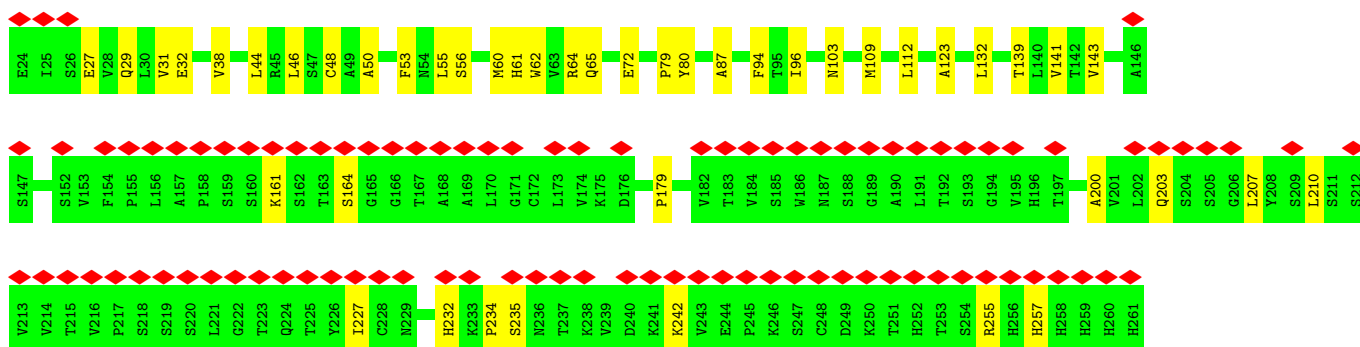 E24 I25 S26 E27 V28 Q29 L30 V31 E32 V38 L44 R45 L46 S47 C48 A49 A50 F53 N54 L55 S56 M60 H61 W62 V63 R64 Q65 E72 P79 Y80 A87 F94 T95 I96 N103 M109 L112 A123 L132 T139 L140 V141 T142 V143 A146
S147 S152 V153 F154 P155 L156 A157 P158 S159 S160 K161 S162 T163 S164 G165 G166 T167 A168 A169 L170 G171 C172 L173 V174 K175 D176 P179 V182 T183 V184 S185 W186 N187 S188 G189 A190 L191 T192 S193 G194 V195 H196 T197 A200 V201 L202 Q203 S204 S205 G206 L207 Y208 S209 L210 S211 S212
V213 V214 T215 V216 P217 S218 S219 S220 L221 G222 T223 Q224 T225 Y226 I227 C228 N229 H232 K233 P234 S235 N236 T237 K238 V239 D240 K241 K242 V243 E244 P245 K246 S247 C248 D249 K250 T251 H252 T253 S254 R255 H256 H257 H258 H259 H260 H261